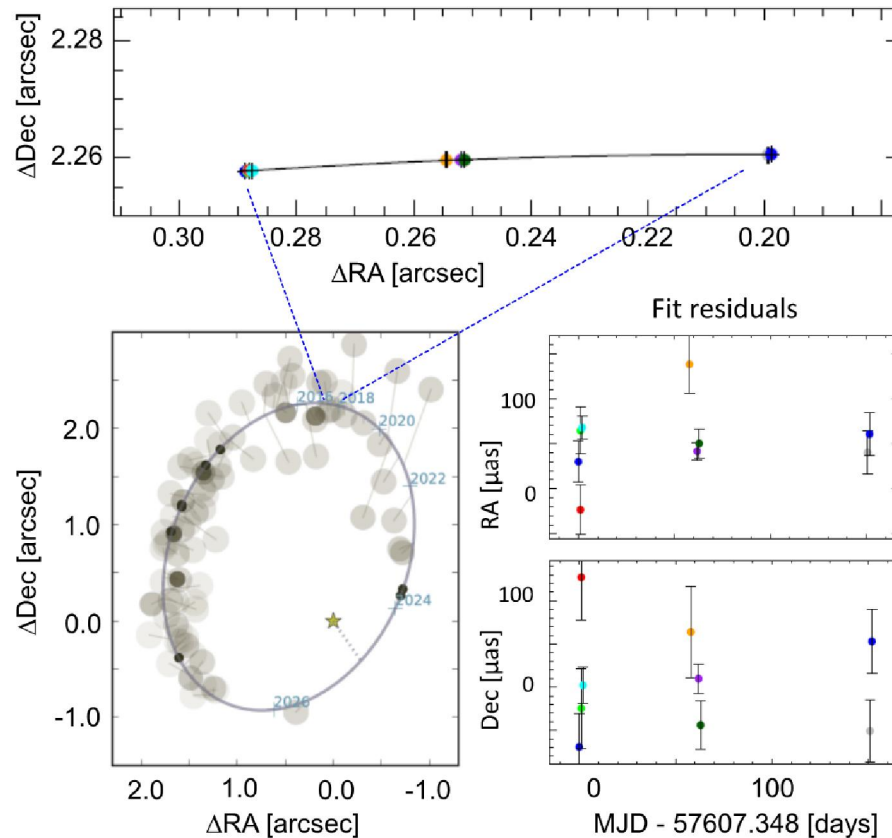 2.28
2.26
ΔDec [arcsec]
0.30 0.28 0.26 0.24 0.22 0.20
ΔRA [arcsec]
Fit residuals
2016 2018
2020
2022
2024
2026
2.0
1.0
0.0
-1.0
ΔDec [arcsec]
2.0 1.0 0.0 -1.0
ΔRA [arcsec]
100
0
RA [µas]
100
0
Dec [µas]
0 100
MJD - 57607.348 [days]